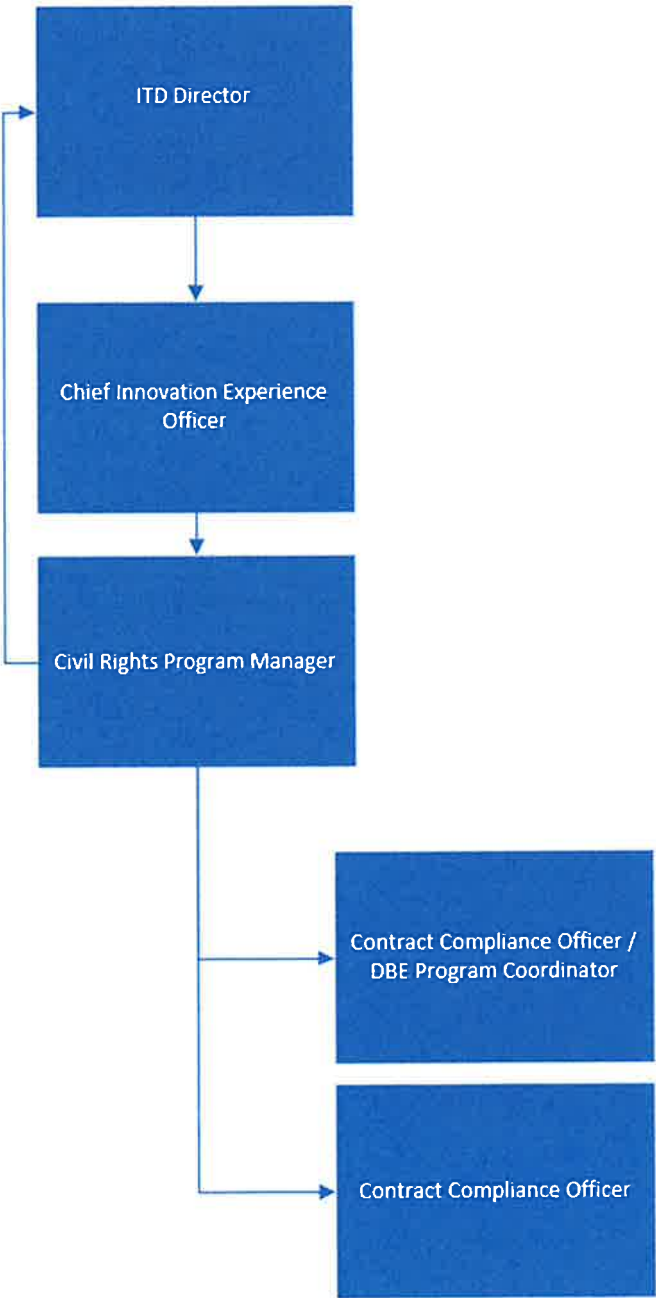 ITD Director
Chief Innovation Experience
Officer
Civil Rights Program Manager
Contract Compliance Officer /
DBE Program Coordinator
Contract Compliance Officer